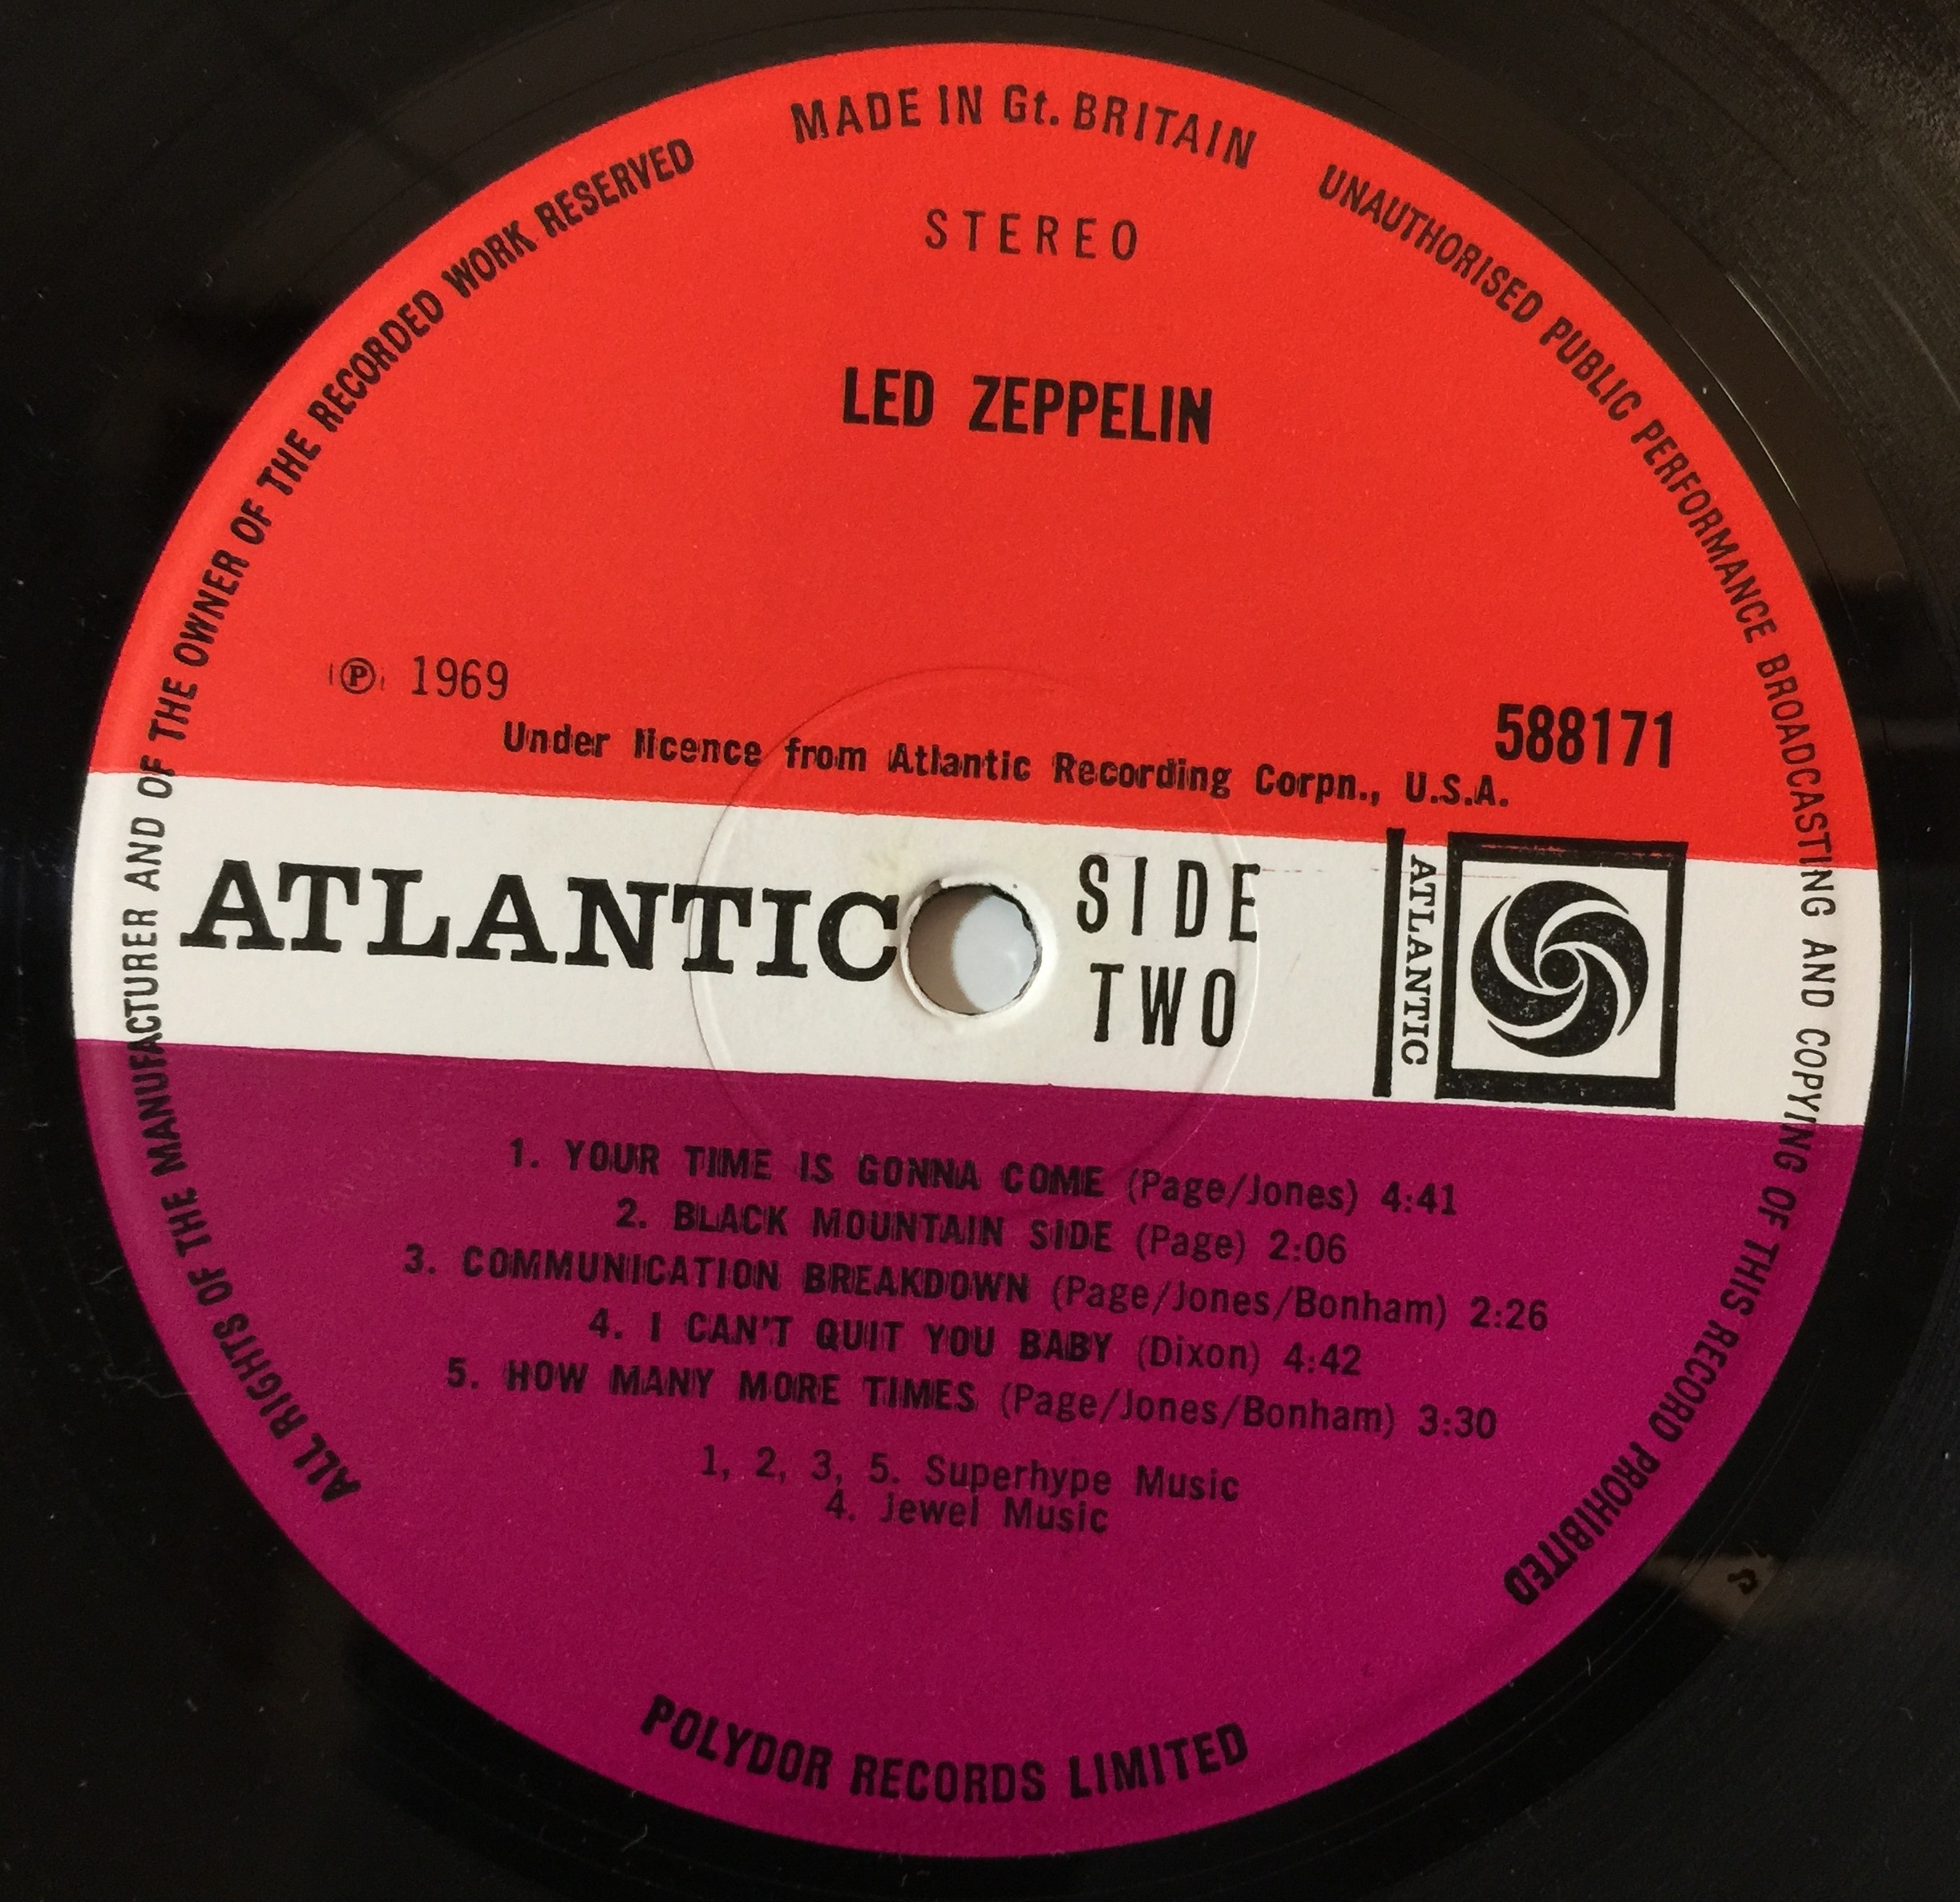 MADE IN Gt. BRITAIN
UNAUTHORISED PUBLIC PERFORMANCE BROADCASTING AND COPYING OF THIS RECORD PROHIBITED
ALL RIGHTS OF THE MANUFACTURER AND OF THE OWNER OF THE RECORDED WORK RESERVED
STEREO
LED ZEPPELIN
℗ 1969
588171
Under licence from Atlantic Recording Corpn., U.S.A.
ATLANTIC
SIDE
TWO
ATLANTIC
1. YOUR TIME IS GONNA COME (Page/Jones) 4:41
2. BLACK MOUNTAIN SIDE (Page) 2:06
3. COMMUNICATION BREAKDOWN (Page/Jones/Bonham) 2:26
4. I CAN'T QUIT YOU BABY (Dixon) 4:42
5. HOW MANY MORE TIMES (Page/Jones/Bonham) 3:30
1, 2, 3, 5. Superhype Music
4. Jewel Music
POLYDOR RECORDS LIMITED